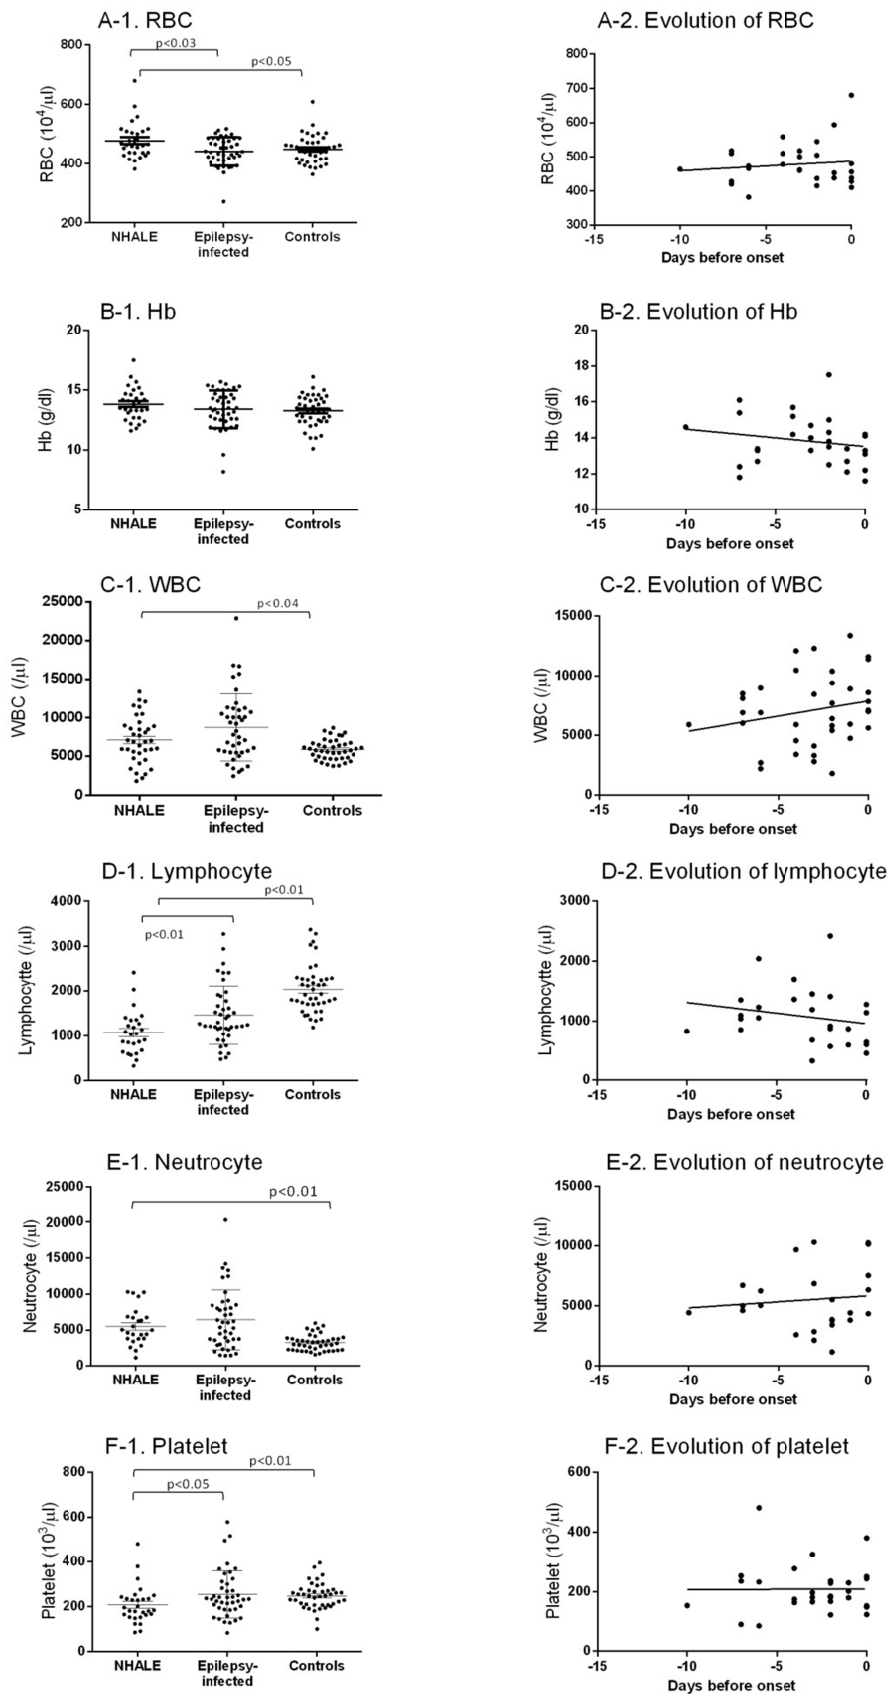 A-1. RBC
p<0.03
p<0.05
RBC (10⁴/µl)
800
600
400
200
NHALE
Epilepsy-
infected
Controls
A-2. Evolution of RBC
RBC (10⁴/µl)
800
700
600
500
400
300
-15
-10
-5
0
Days before onset
B-1. Hb
Hb (g/dl)
20
15
10
5
NHALE
Epilepsy-
infected
Controls
B-2. Evolution of Hb
Hb (g/dl)
20
18
16
14
12
10
-15
-10
-5
0
Days before onset
C-1. WBC
p<0.04
WBC (/µl)
25000
20000
15000
10000
5000
0
NHALE
Epilepsy-
infected
Controls
C-2. Evolution of WBC
WBC (/µl)
15000
10000
5000
0
-15
-10
-5
0
Days before onset
D-1. Lymphocyte
p<0.01
p<0.01
Lymphocytte (/µl)
4000
3000
2000
1000
0
NHALE
Epilepsy-
infected
Controls
D-2. Evolution of lymphocyte
Lymphocytte (/µl)
3000
2000
1000
0
-15
-10
-5
0
Days before onset
E-1. Neutrocyte
p<0.01
Neutrocyte (/µl)
25000
20000
15000
10000
5000
0
NHALE
Epilepsy-
infected
Controls
E-2. Evolution of neutrocyte
Neutrocyte (/µl)
15000
10000
5000
0
-15
-10
-5
0
Days before onset
F-1. Platelet
p<0.01
p<0.05
Platelet (10³/µl)
800
600
400
200
0
NHALE
Epilepsy-
infected
Controls
F-2. Evolution of platelet
Platelet (10³/µl)
600
400
200
0
-15
-10
-5
0
Days before onset